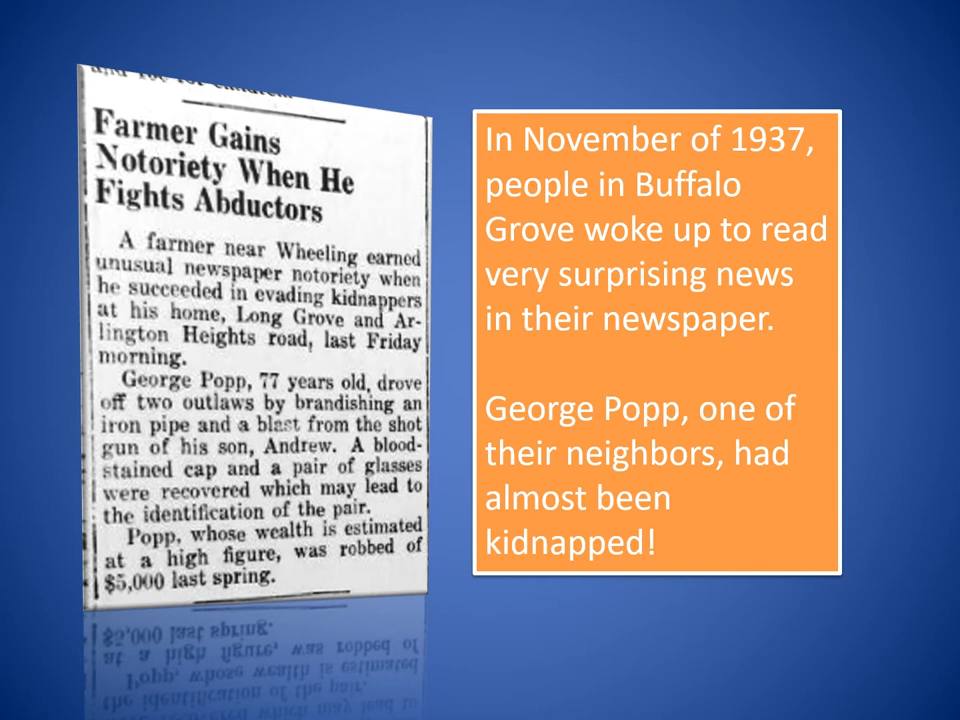 Farmer Gains
Notoriety When He
Fights Abductors
A farmer near Wheeling earned
unusual newspaper notoriety when
he succeeded in evading kidnappers
at his home, Long Grove and Ar-
lington Heights road, last Friday
morning.
George Popp, 77 years old, drove
off two outlaws by brandishing an
iron pipe and a blast from the shot
gun of his son, Andrew. A blood-
stained cap and a pair of glasses
were recovered which may lead to
the identification of the pair.
Popp, whose wealth is estimated
at a high figure, was robbed of
$5,000 last spring.
In November of 1937,
people in Buffalo
Grove woke up to read
very surprising news
in their newspaper.
George Popp, one of
their neighbors, had
almost been
kidnapped!